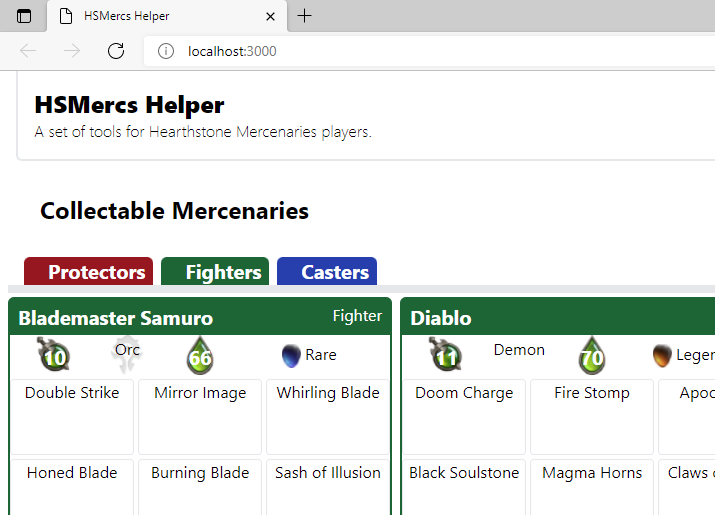 HSMercs Helper
localhost:3000
HSMercs Helper
A set of tools for Hearthstone Mercenaries players.
Collectable Mercenaries
Protectors Fighters Casters
Blademaster Samuro Fighter
10 Orc 66 Rare
Double Strike Mirror Image Whirling Blade
Honed Blade Burning Blade Sash of Illusion
Diablo
11 Demon 70 Legen
Doom Charge Fire Stomp Apoc
Black Soulstone Magma Horns Claws